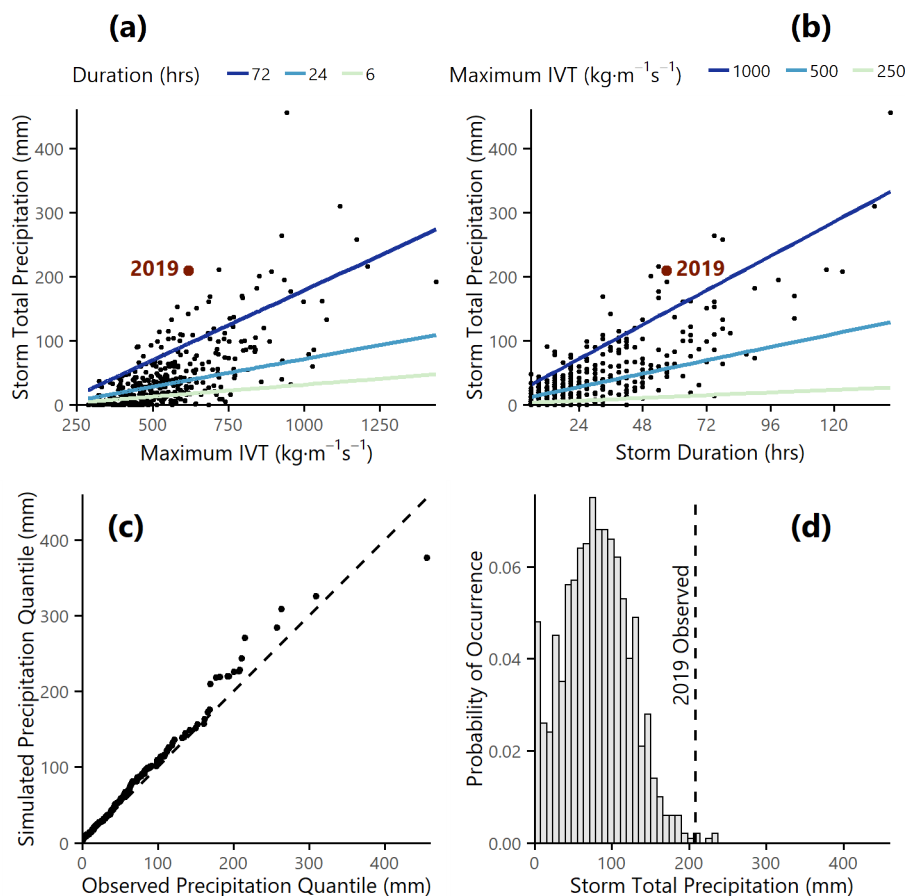 (a)
Duration (hrs) 72 24 6
Storm Total Precipitation (mm)
400
300
200
100
0
2019
250 500 750 1000 1250
Maximum IVT (kg·m⁻¹s⁻¹)
(b)
Maximum IVT (kg·m⁻¹s⁻¹) 1000 500 250
Storm Total Precipitation (mm)
400
300
200
100
0
2019
24 48 72 96 120
Storm Duration (hrs)
(c)
Simulated Precipitation Quantile (mm)
400
300
200
100
0
0 100 200 300 400
Observed Precipitation Quantile (mm)
(d)
Probability of Occurrence
0.06
0.04
0.02
0.00
2019 Observed
0 100 200 300 400
Storm Total Precipitation (mm)